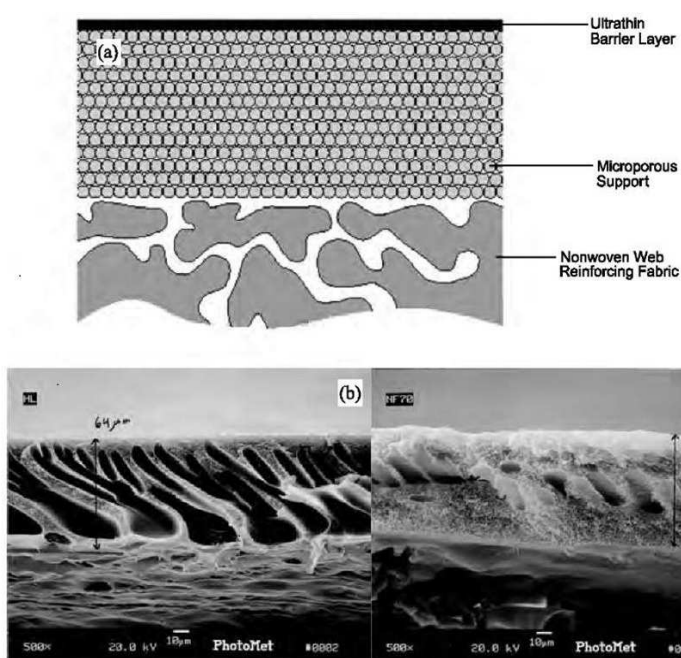 Ultrathin
Barrier Layer
(a)
Microporous
Support
Nonwoven Web
Reinforcing Fabric
HL
(b)
64μm
NF70
500× 20.0 kV 10μm PhotoMet #0002
500× 20.0 kV 10μm PhotoMet #0